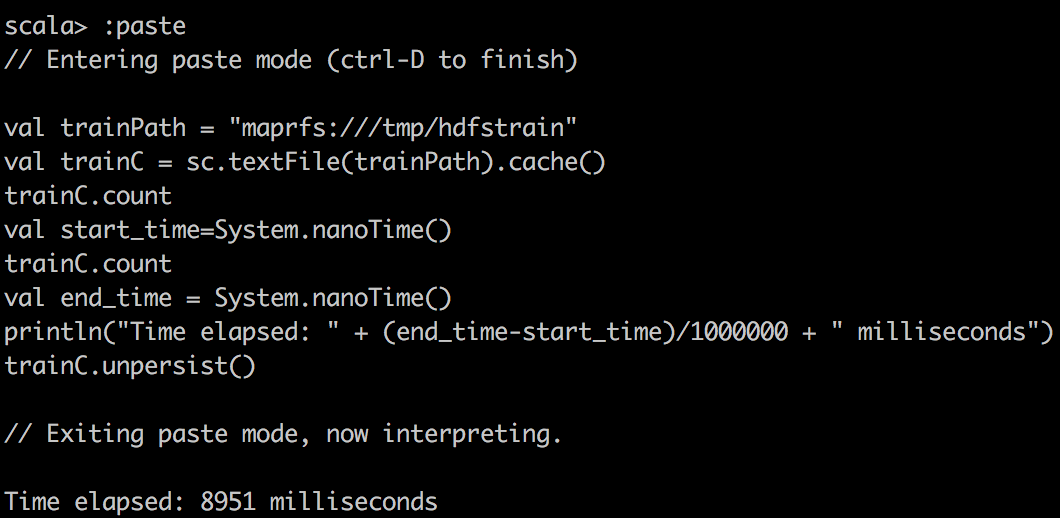 scala> :paste
// Entering paste mode (ctrl-D to finish)
val trainPath = "maprfs:///tmp/hdfstrain"
val trainC = sc.textFile(trainPath).cache()
trainC.count
val start_time=System.nanoTime()
trainC.count
val end_time = System.nanoTime()
println("Time elapsed: " + (end_time-start_time)/1000000 + " milliseconds")
trainC.unpersist()
// Exiting paste mode, now interpreting.
Time elapsed: 8951 milliseconds